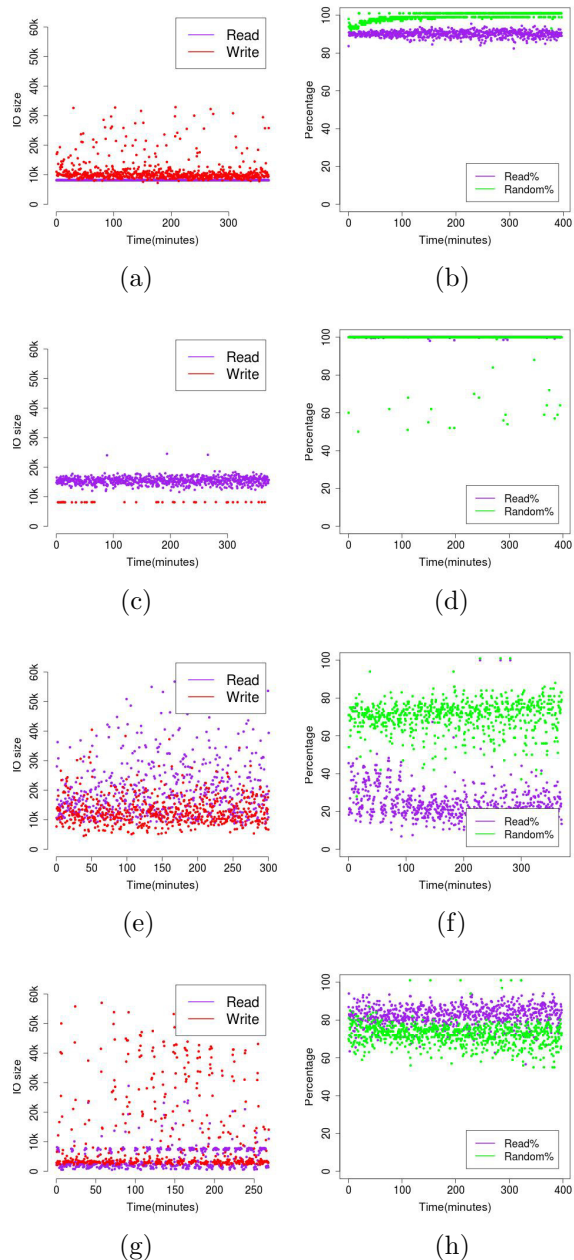 60k
50k
40k
30k
20k
10k
0
IO size
Read
Write
0 100 200 300
Time(minutes)
(a)
100
80
60
40
20
0
Percentage
Read%
Random%
0 100 200 300 400
Time(minutes)
(b)
60k
50k
40k
30k
20k
10k
0
IO size
Read
Write
0 100 200 300
Time(minutes)
(c)
100
80
60
40
20
0
Percentage
Read%
Random%
0 100 200 300 400
Time(minutes)
(d)
60k
50k
40k
30k
20k
10k
0
IO size
Read
Write
0 50 100 150 200 250 300
Time(minutes)
(e)
100
80
60
40
20
0
Percentage
Read%
Random%
0 100 200 300 400
Time(minutes)
(f)
60k
50k
40k
30k
20k
10k
0
IO size
Read
Write
0 50 100 150 200 250
Time(minutes)
(g)
100
80
60
40
20
0
Percentage
Read%
Random%
0 100 200 300 400
Time(minutes)
(h)